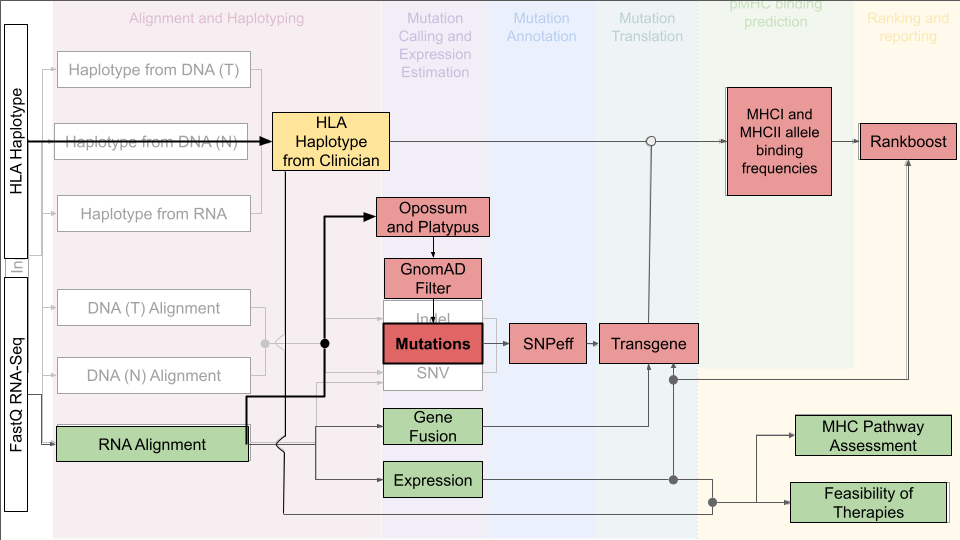 Alignment and Haplotyping
Mutation
Calling and
Expression
Estimation
Mutation
Annotation
Mutation
Translation
pMHC binding
prediction
Ranking and
reporting
HLA Haplotype
In
FastQ RNA-Seq
Haplotype from DNA (T)
Haplotype from DNA (N)
Haplotype from RNA
HLA
Haplotype
from Clinician
MHCI and
MHCII allele
binding
frequencies
Rankboost
Opossum
and Platypus
GnomAD
Filter
DNA (T) Alignment
DNA (N) Alignment
RNA Alignment
Indel
Mutations
SNV
SNPeff
Transgene
Gene
Fusion
Expression
MHC Pathway
Assessment
Feasibility of
Therapies